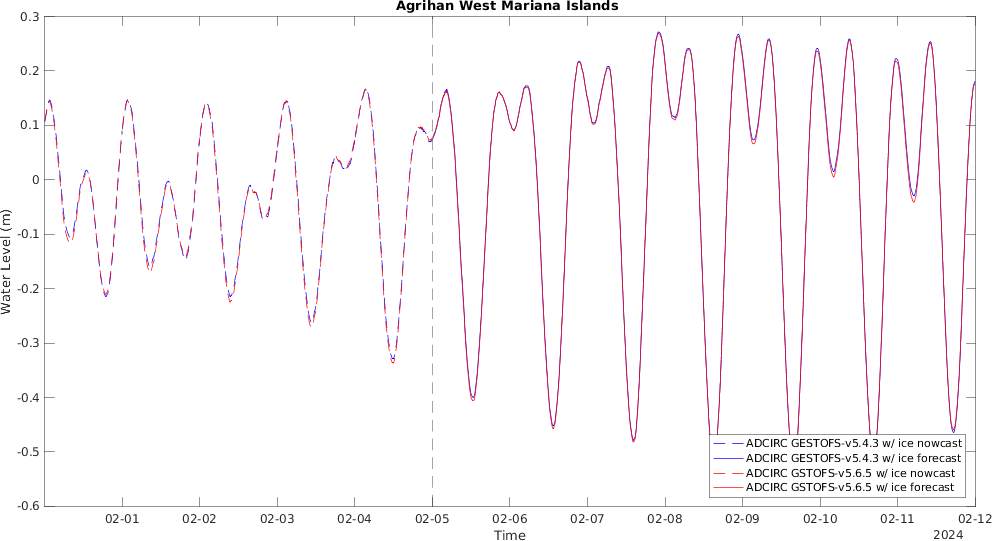 Agrihan West Mariana Islands
0.3
0.2
0.1
0
-0.1
-0.2
-0.3
-0.4
-0.5
-0.6
Water Level (m)
ADCIRC GESTOFS-v5.4.3 w/ ice nowcast
ADCIRC GESTOFS-v5.4.3 w/ ice forecast
ADCIRC GSTOFS-v5.6.5 w/ ice nowcast
ADCIRC GSTOFS-v5.6.5 w/ ice forecast
02-01 02-02 02-03 02-04 02-05 02-06 02-07 02-08 02-09 02-10 02-11 02-12
Time
2024